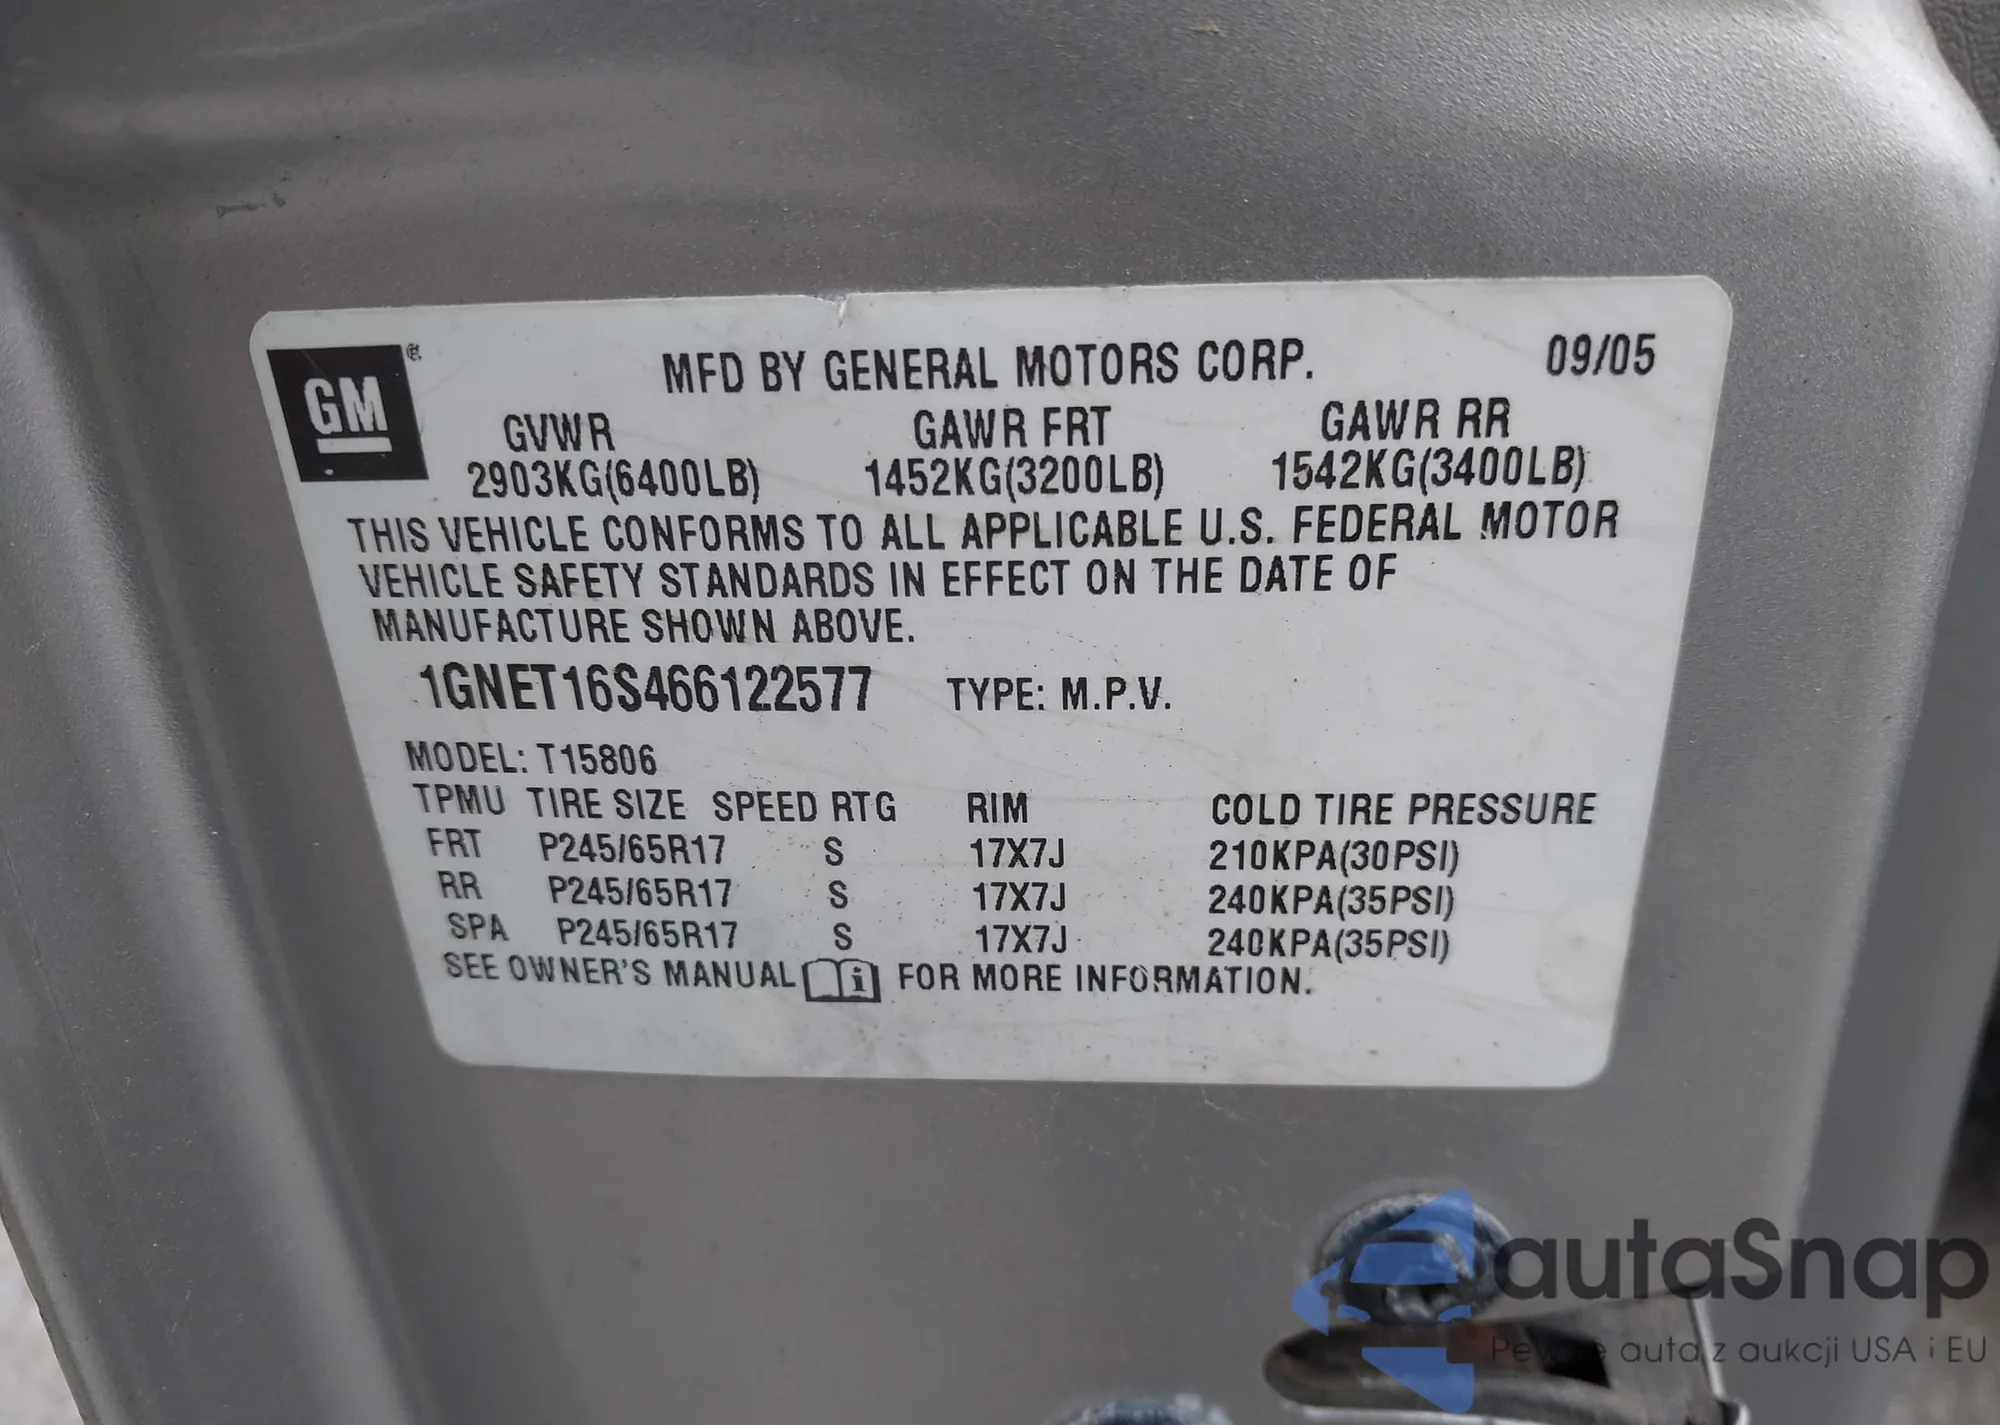 GM
MFD BY GENERAL MOTORS CORP. 09/05
GVWR GAWR FRT GAWR RR
2903KG(6400LB) 1452KG(3200LB) 1542KG(3400LB)
THIS VEHICLE CONFORMS TO ALL APPLICABLE U.S. FEDERAL MOTOR
VEHICLE SAFETY STANDARDS IN EFFECT ON THE DATE OF
MANUFACTURE SHOWN ABOVE.
1GNET16S466122577 TYPE: M.P.V.
MODEL: T15806
TPMU TIRE SIZE SPEED RTG RIM COLD TIRE PRESSURE
FRT P245/65R17 S 17X7J 210KPA(30PSI)
RR P245/65R17 S 17X7J 240KPA(35PSI)
SPA P245/65R17 S 17X7J 240KPA(35PSI)
SEE OWNER'S MANUAL i FOR MORE INFORMATION.
autaSnap
Pewne auta z aukcji USA i EU